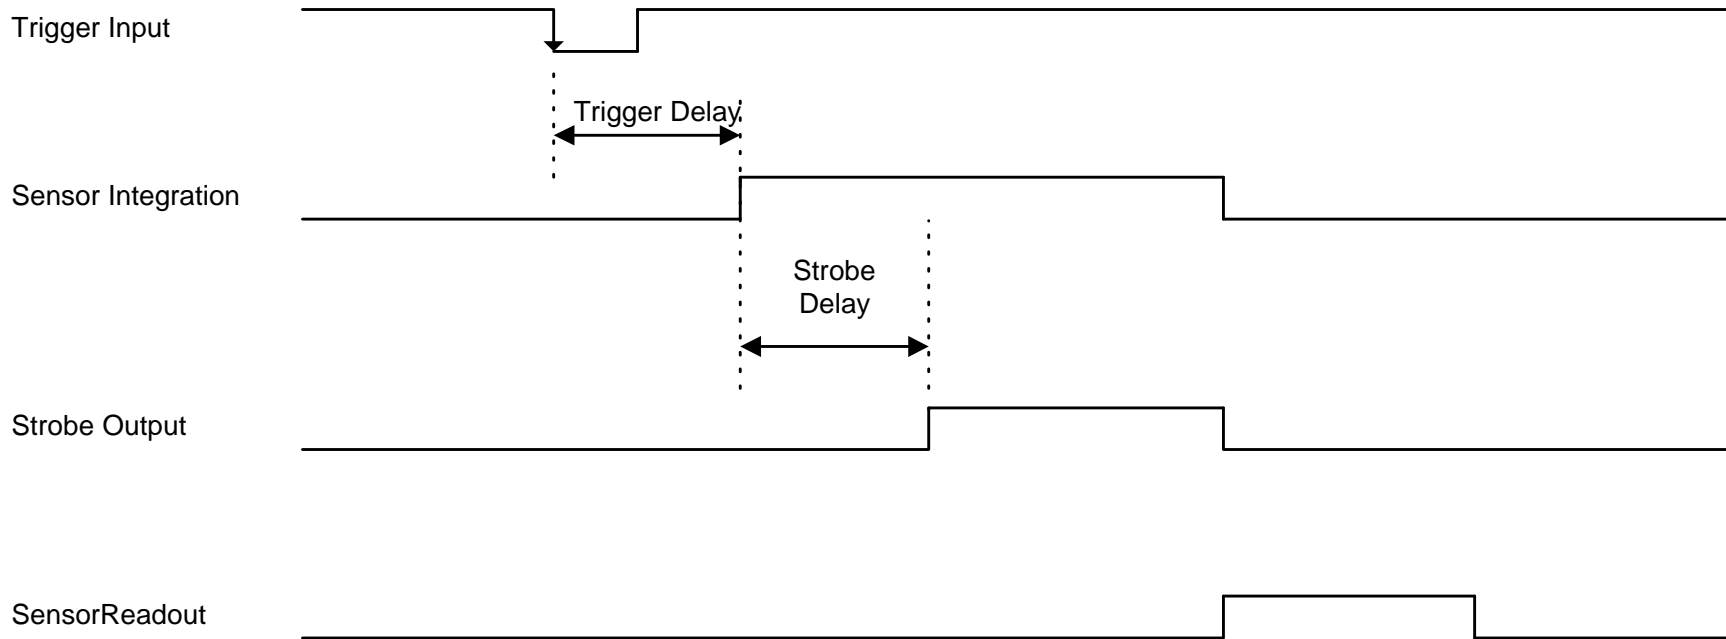 Trigger Input
Trigger Delay
Sensor Integration
Strobe
Delay
Strobe Output
SensorReadout